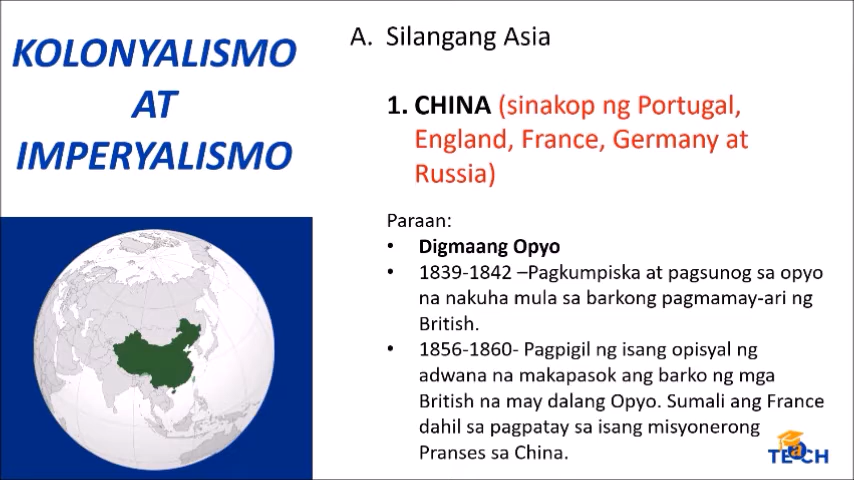 KOLONYALISMO
AT
IMPERYALISMO
A. Silangang Asia
1. CHINA (sinakop ng Portugal,
England, France, Germany at
Russia)
Paraan:
• Digmaang Opyo
• 1839-1842 –Pagkumpiska at pagsunog sa opyo
na nakuha mula sa barkong pagmamay-ari ng
British.
• 1856-1860- Pagpigil ng isang opisyal ng
adwana na makapasok ang barko ng mga
British na may dalang Opyo. Sumali ang France
dahil sa pagpatay sa isang misyonerong
Pranses sa China.
TEaCH